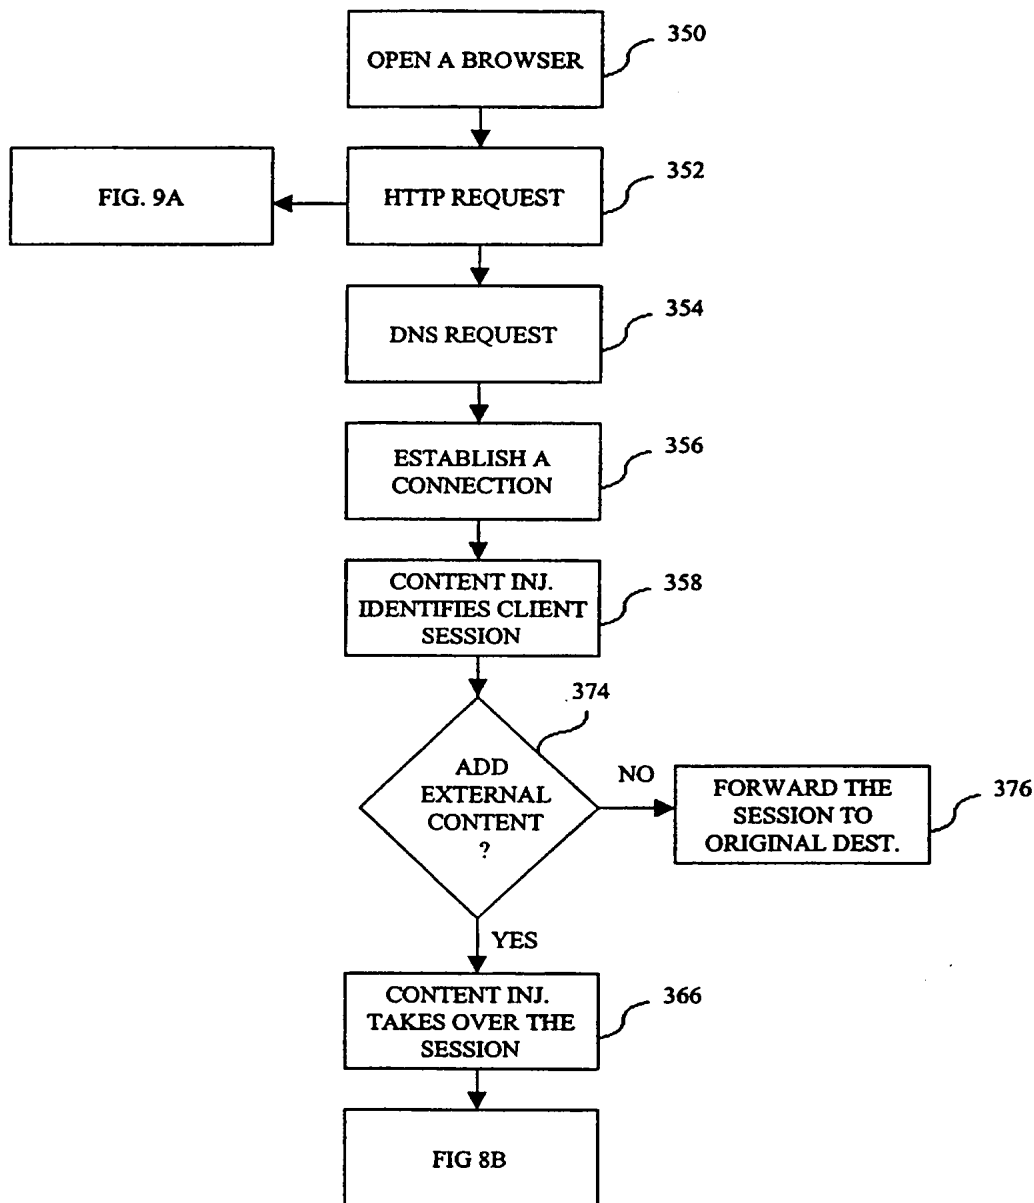 OPEN A BROWSER
350
FIG. 9A
HTTP REQUEST
352
DNS REQUEST
354
ESTABLISH A
CONNECTION
356
CONTENT INJ.
IDENTIFIES CLIENT
SESSION
358
ADD
EXTERNAL
CONTENT
?
374
NO
FORWARD THE
SESSION TO
ORIGINAL DEST.
376
YES
CONTENT INJ.
TAKES OVER THE
SESSION
366
FIG 8B